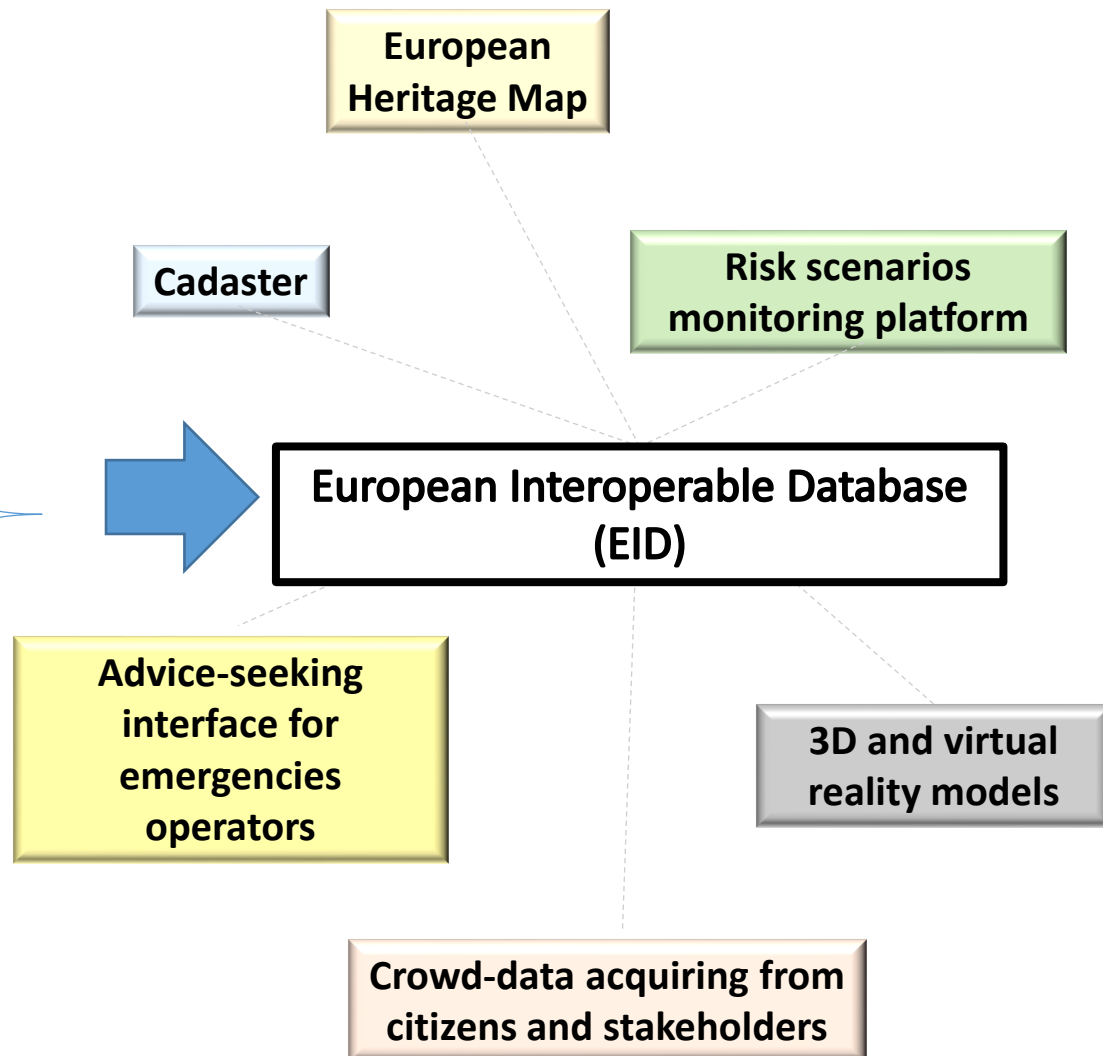 European
Heritage Map
Cadaster
Risk scenarios
monitoring platform
European Interoperable Database
(EID)
Advice-seeking
interface for
emergencies
operators
3D and virtual
reality models
Crowd-data acquiring from
citizens and stakeholders